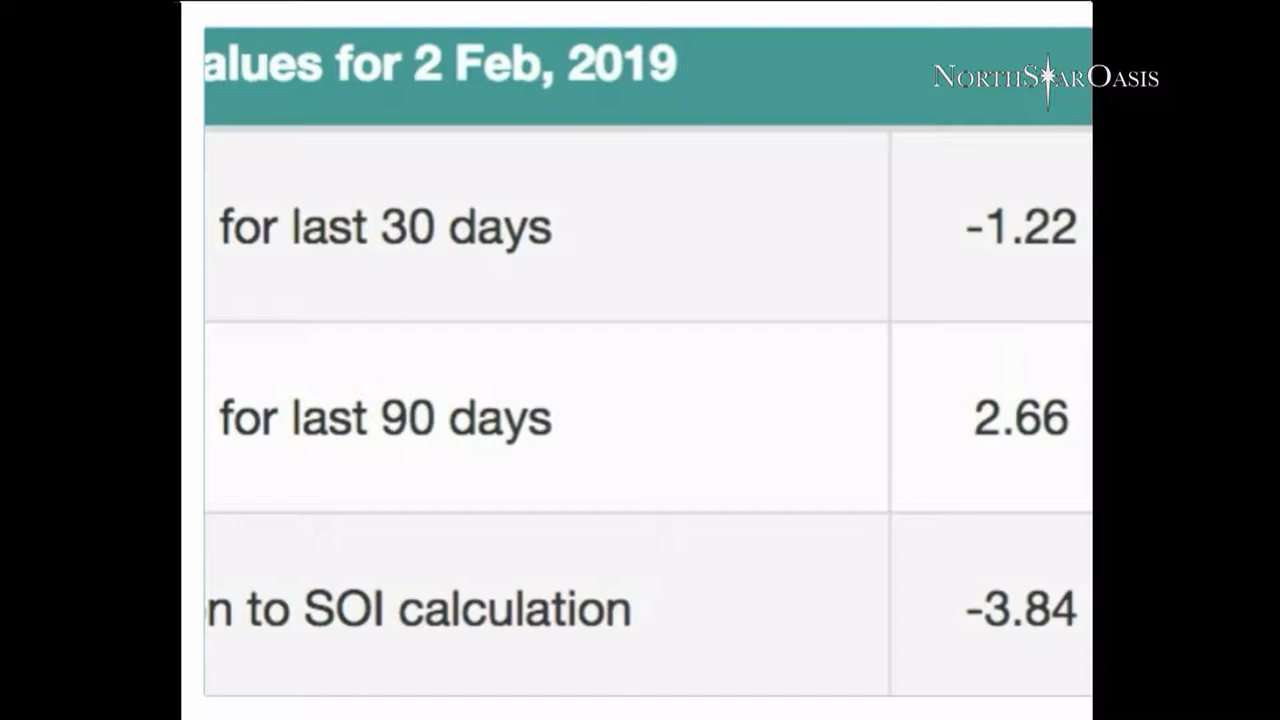 alues for 2 Feb, 2019
NorthStarOasis
for last 30 days -1.22
for last 90 days 2.66
n to SOI calculation -3.84